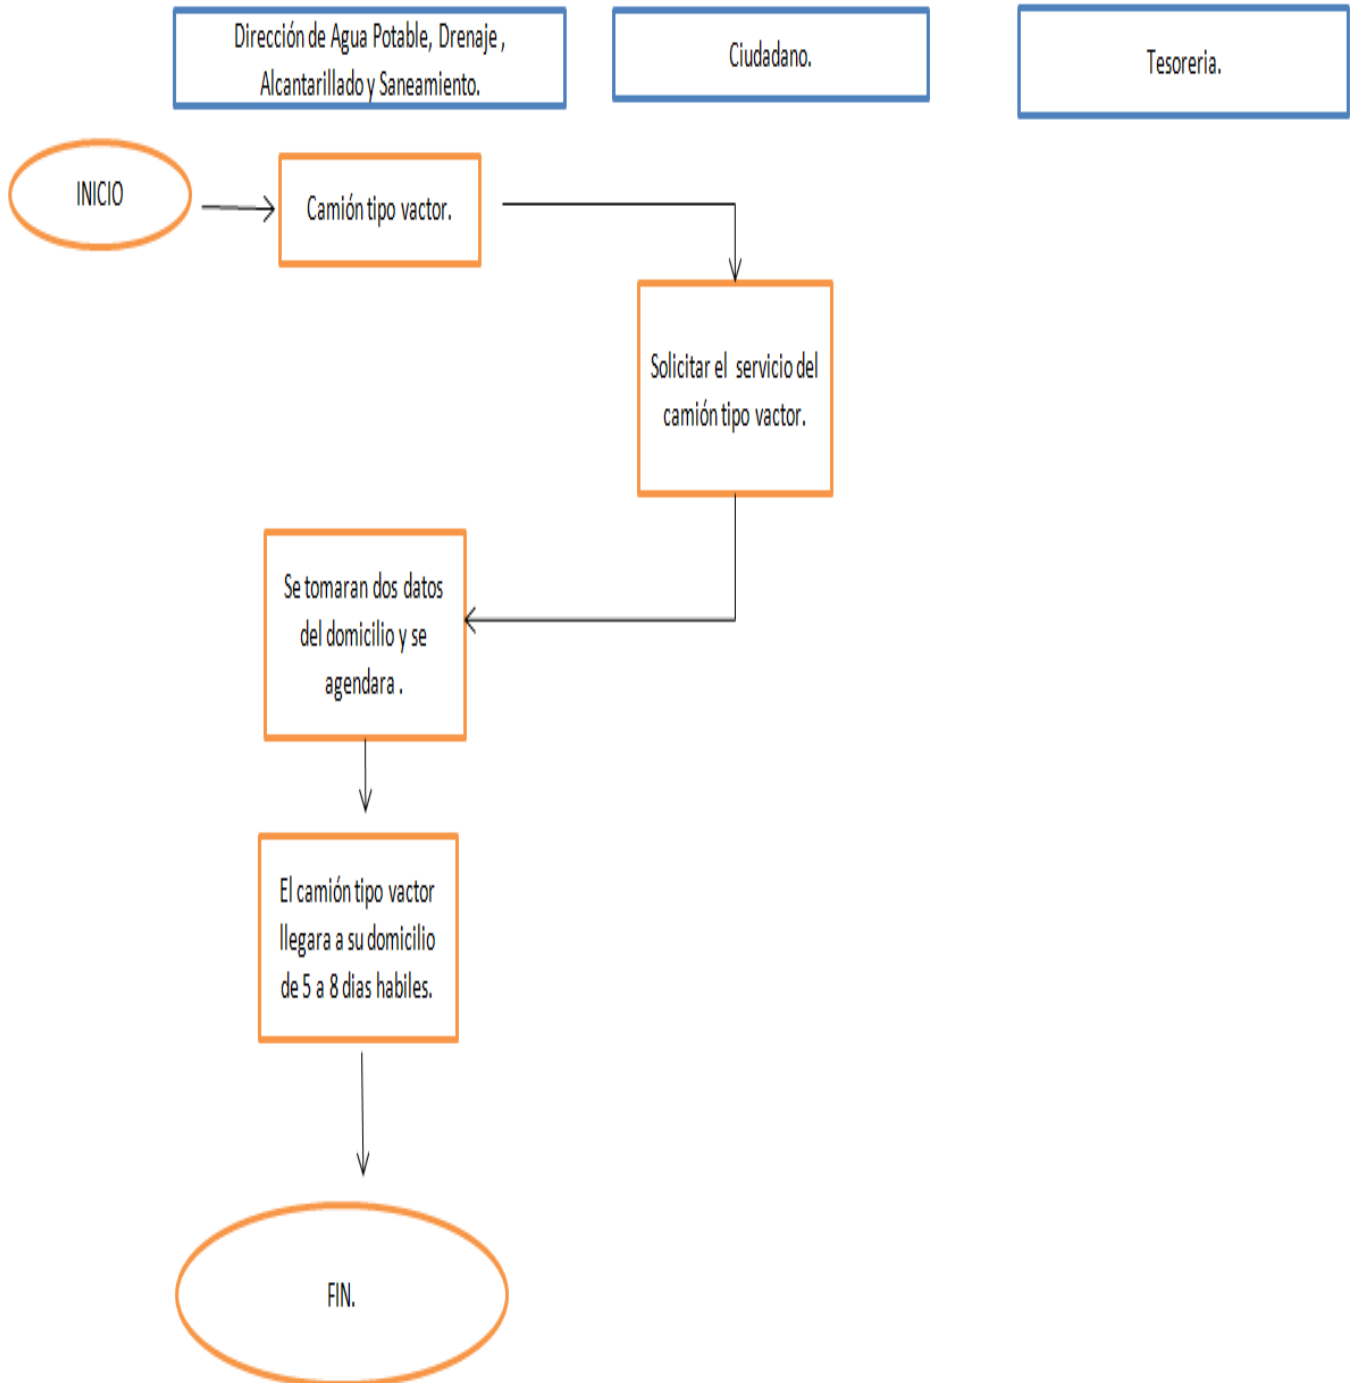 Dirección de Agua Potable, Drenaje ,
Alcantarillado y Saneamiento.
Ciudadano.
Tesoreria.
INICIO
Camión tipo vactor.
Solicitar el servicio del
camión tipo vactor.
Se tomaran dos datos
del domicilio y se
agendara .
El camión tipo vactor
llegara a su domicilio
de 5 a 8 dias habiles.
FIN.